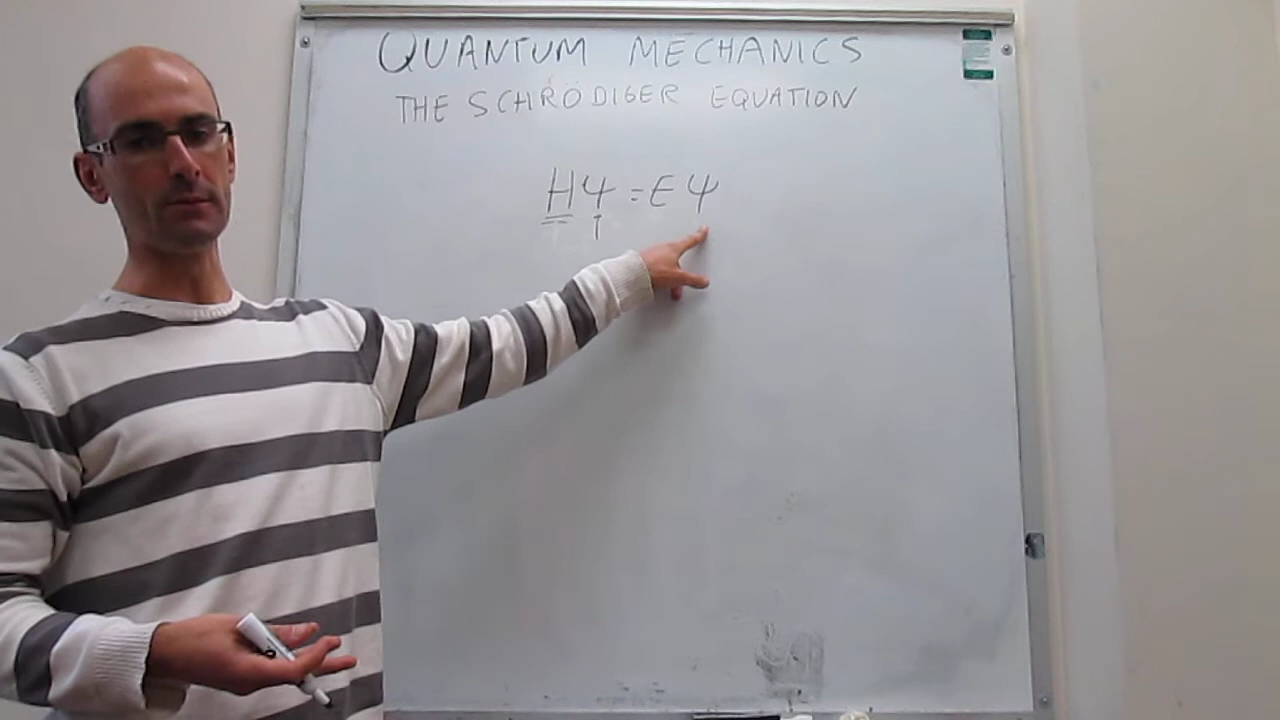 QUANTUM MECHANICS
THE SCHRODIGER EQUATION
HΨ = EΨ